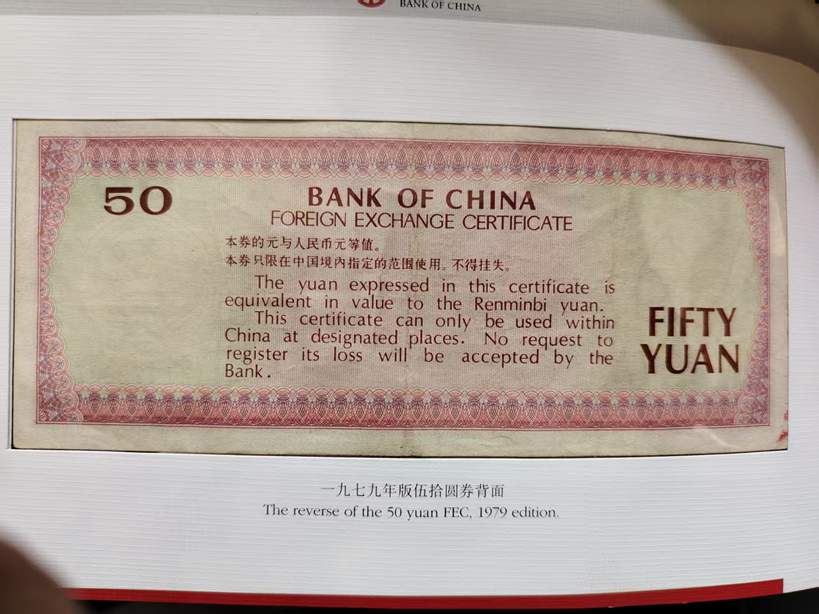 BANK OF CHINA
50
BANK OF CHINA
FOREIGN EXCHANGE CERTIFICATE
本券的元与人民币元等值。
本券只限在中国境内指定的范围使用。不得挂失。
The yuan expressed in this certificate is
equivalent in value to the Renminbi yuan.
This certificate can only be used within
China at designated places. No request to
register its loss will be accepted by the
Bank.
FIFTY
YUAN
一九七九年版伍拾圆券背面
The reverse of the 50 yuan FEC, 1979 edition.